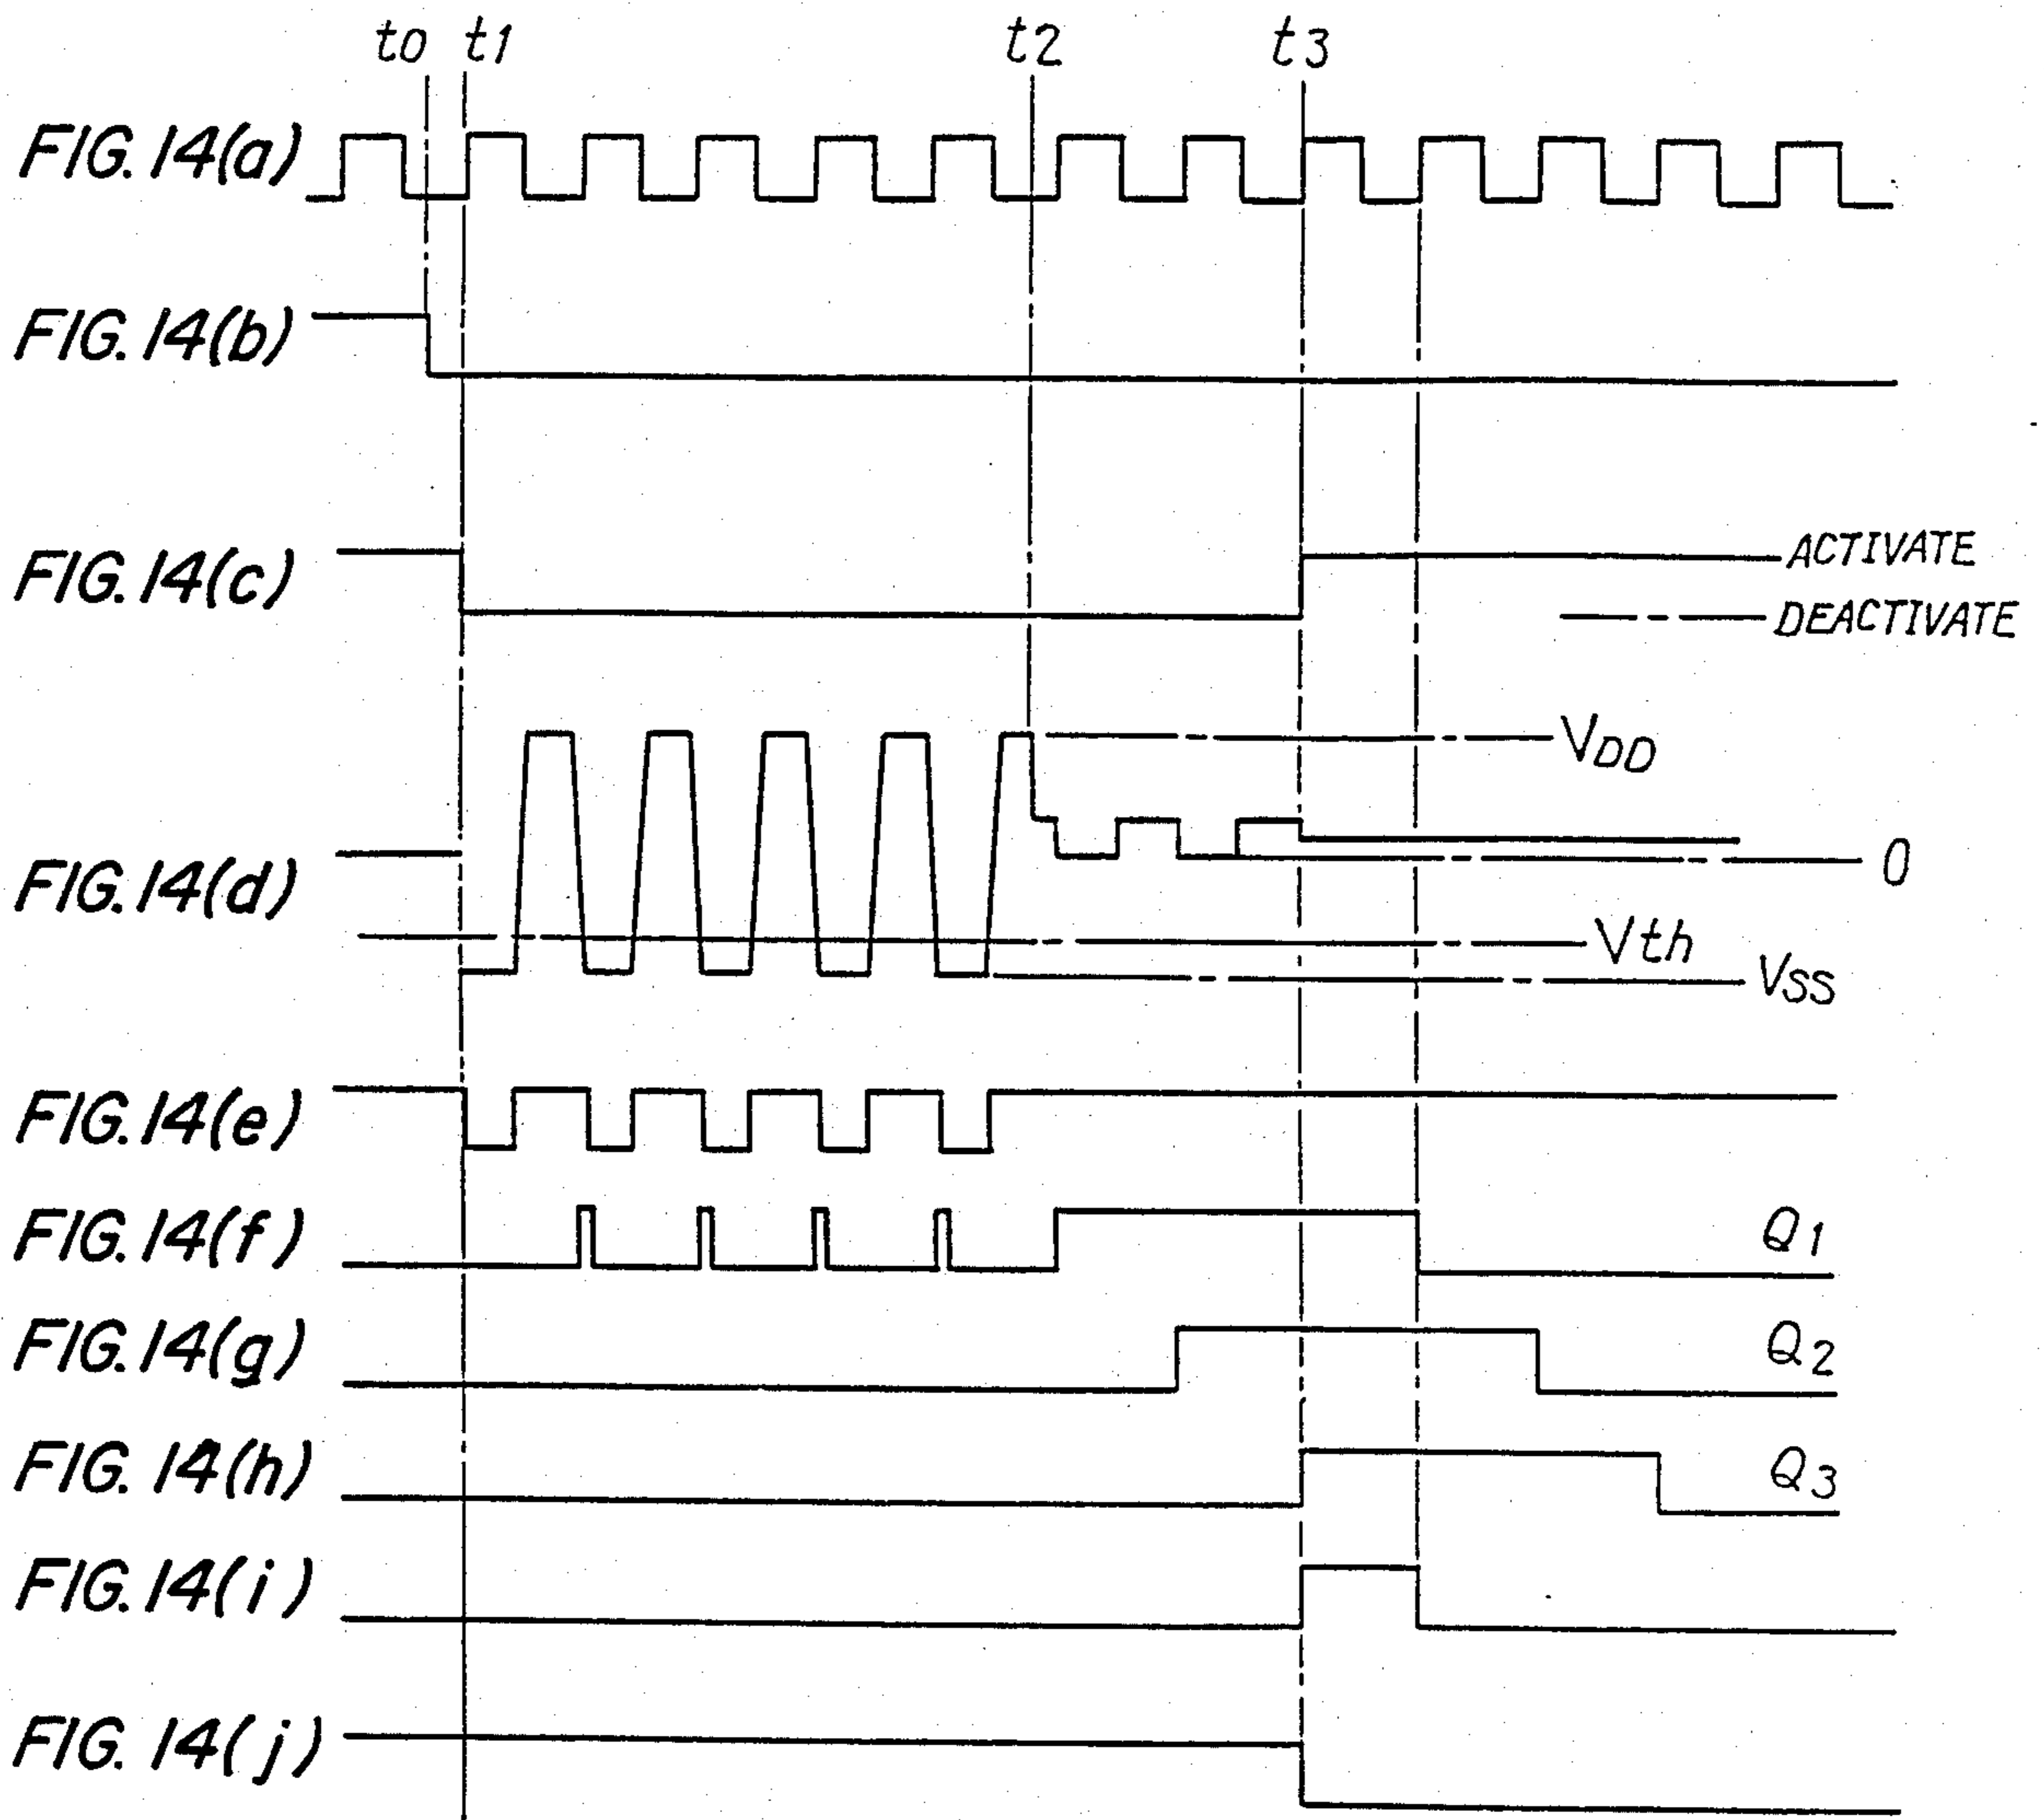 t0 t1 t2 t3
FIG. 14(a)
FIG. 14(b)
FIG. 14(c)
ACTIVATE
DEACTIVATE
VDD
FIG. 14(d)
0
Vth
VSS
FIG. 14(e)
FIG. 14(f)
Q1
FIG. 14(g)
Q2
FIG. 14(h)
Q3
FIG. 14(i)
FIG. 14(j)